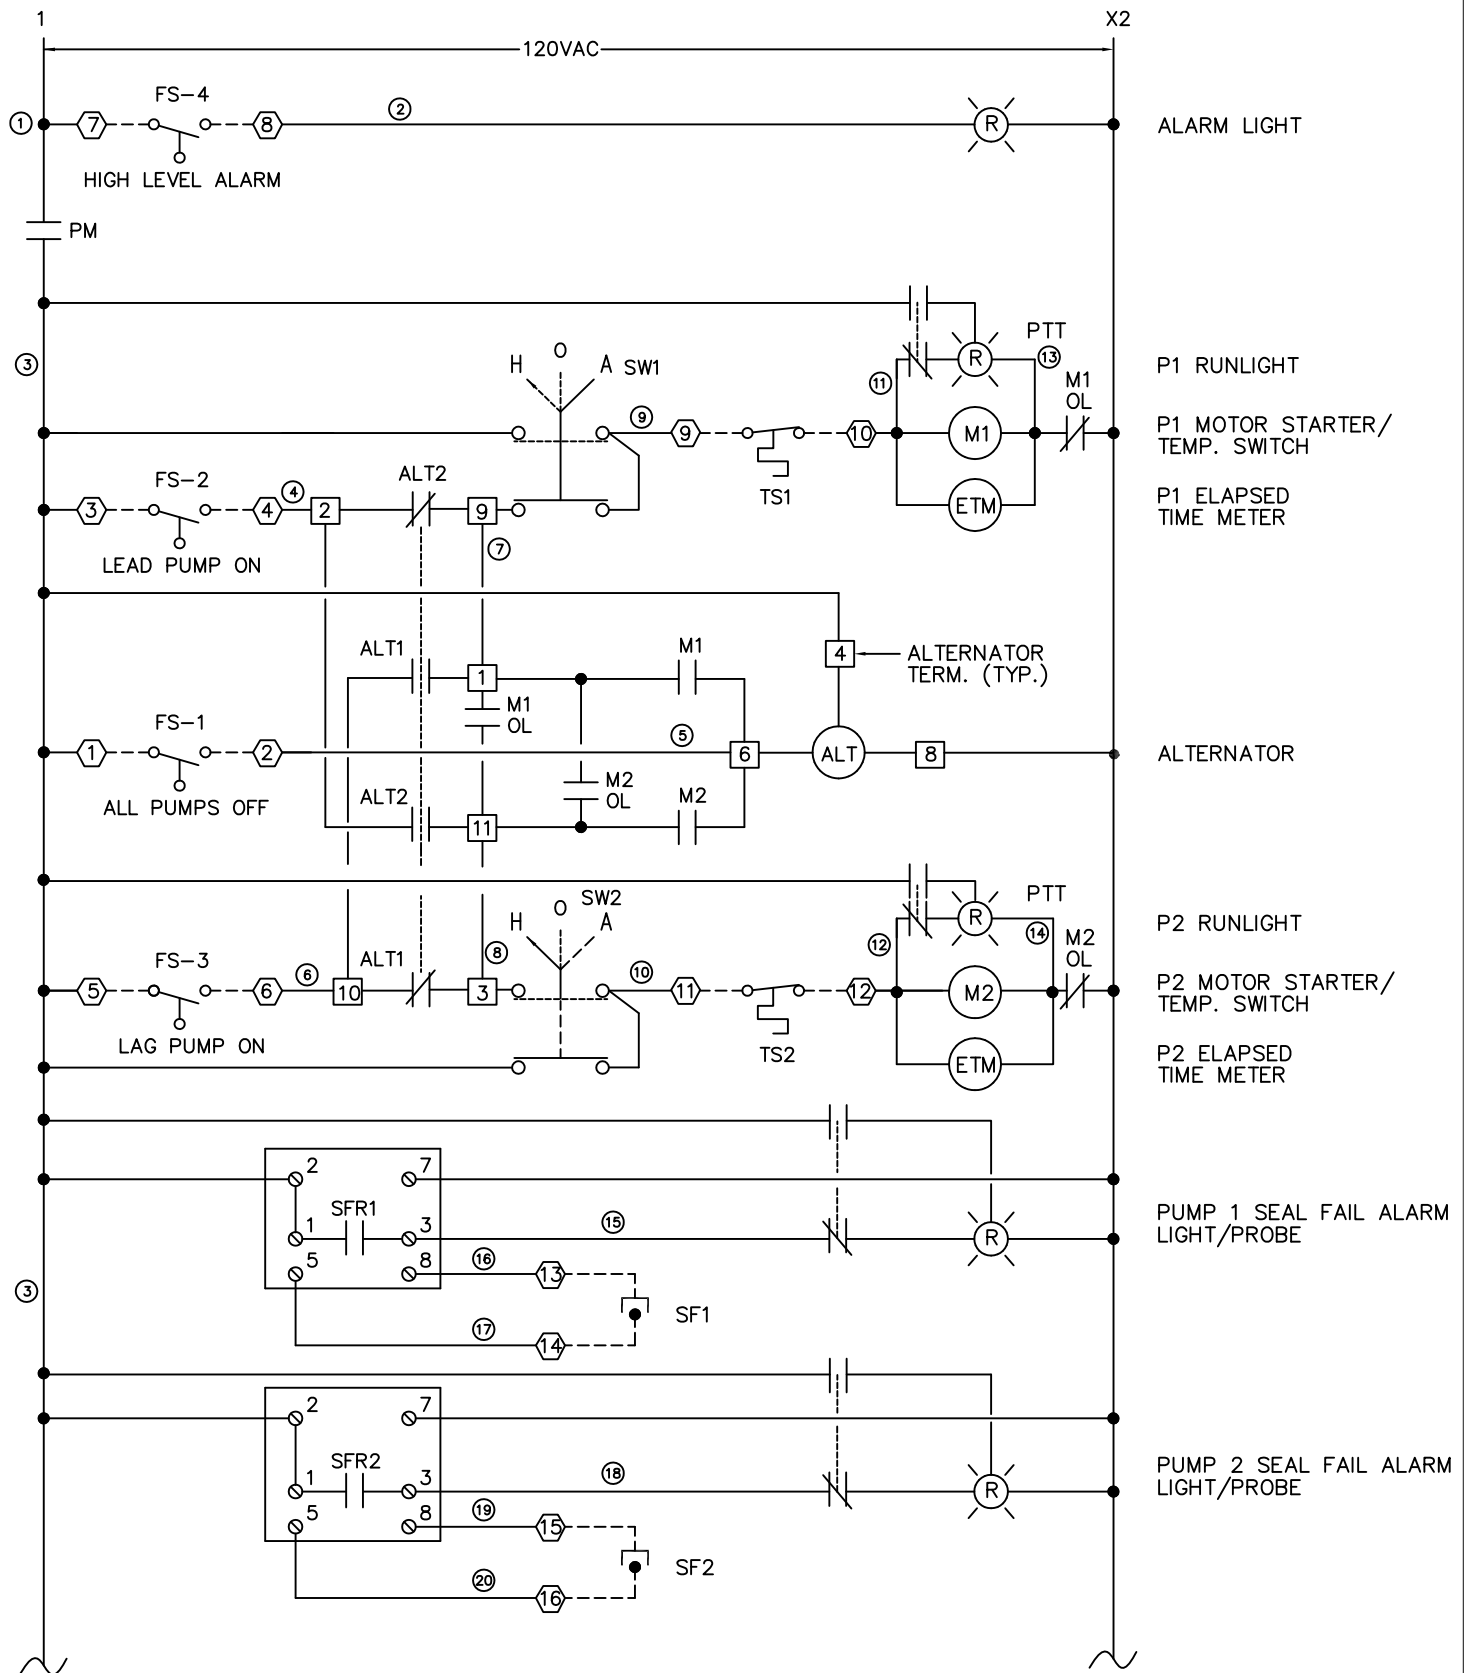 1
X2
120VAC
FS-4
1
7
8
2
R
ALARM LIGHT
HIGH LEVEL ALARM
PM
3
H
O
A
SW1
R
PTT
13
11
P1 RUNLIGHT
M1
OL
9
9
10
M1
P1 MOTOR STARTER/
TEMP. SWITCH
TS1
FS-2
ALT2
3
4
4
2
9
ETM
P1 ELAPSED
TIME METER
LEAD PUMP ON
7
ALT1
1
M1
4
ALTERNATOR
TERM. (TYP.)
M1
OL
FS-1
1
2
5
6
ALT
8
ALTERNATOR
ALL PUMPS OFF
ALT2
11
M2
OL
M2
H
O
SW2
A
R
PTT
P2 RUNLIGHT
12
14
M2
OL
FS-3
5
6
6
10
ALT1
8
3
10
11
12
M2
P2 MOTOR STARTER/
TEMP. SWITCH
LAG PUMP ON
TS2
ETM
P2 ELAPSED
TIME METER
2
7
SFR1
1
3
15
R
PUMP 1 SEAL FAIL ALARM
LIGHT/PROBE
5
8
16
13
3
SF1
17
14
2
7
SFR2
1
3
18
R
PUMP 2 SEAL FAIL ALARM
LIGHT/PROBE
5
8
19
15
SF2
20
16